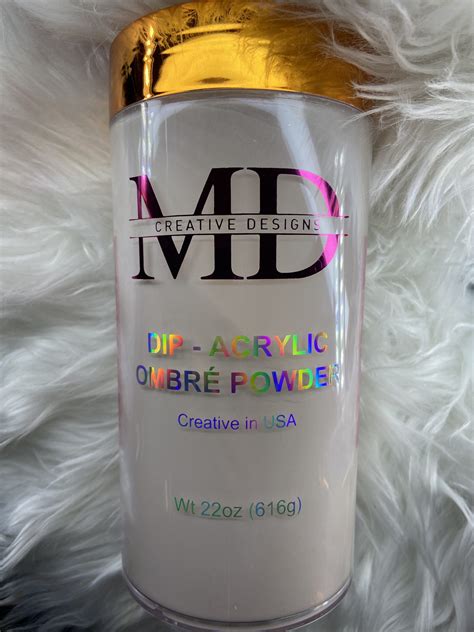 MD
CREATIVE DESIGNS
DIP - ACRYLIC
OMBRÉ POWDER
Creative in USA
Wt 22oz (616g)